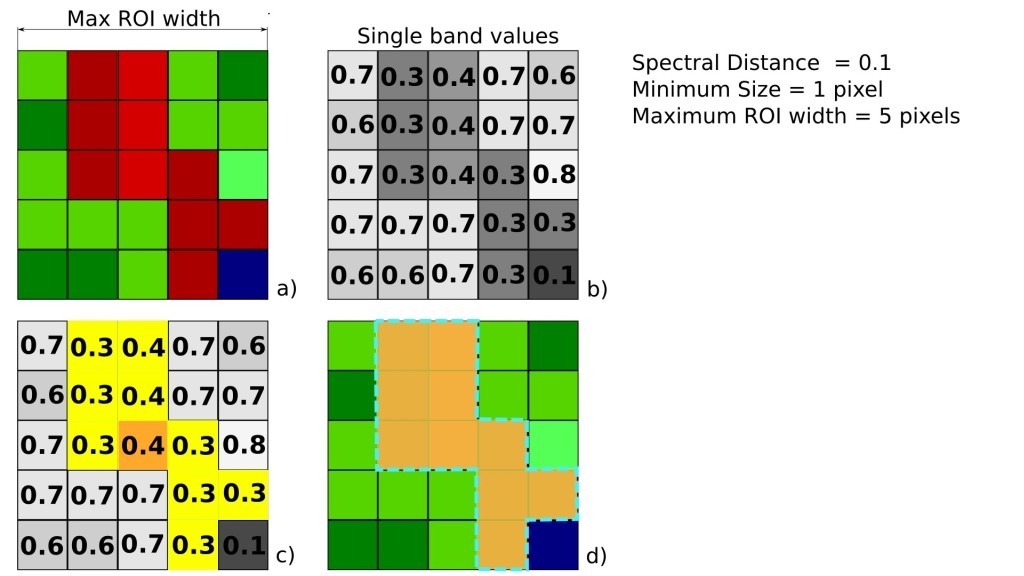 Max ROI width
Single band values
0.7 0.3 0.4 0.7 0.6
0.6 0.3 0.4 0.7 0.7
0.7 0.3 0.4 0.3 0.8
0.7 0.7 0.7 0.3 0.3
0.6 0.6 0.7 0.3 0.1
a)
b)
Spectral Distance = 0.1
Minimum Size = 1 pixel
Maximum ROI width = 5 pixels
0.7 0.3 0.4 0.7 0.6
0.6 0.3 0.4 0.7 0.7
0.7 0.3 0.4 0.3 0.8
0.7 0.7 0.7 0.3 0.3
0.6 0.6 0.7 0.3 0.1
c)
d)